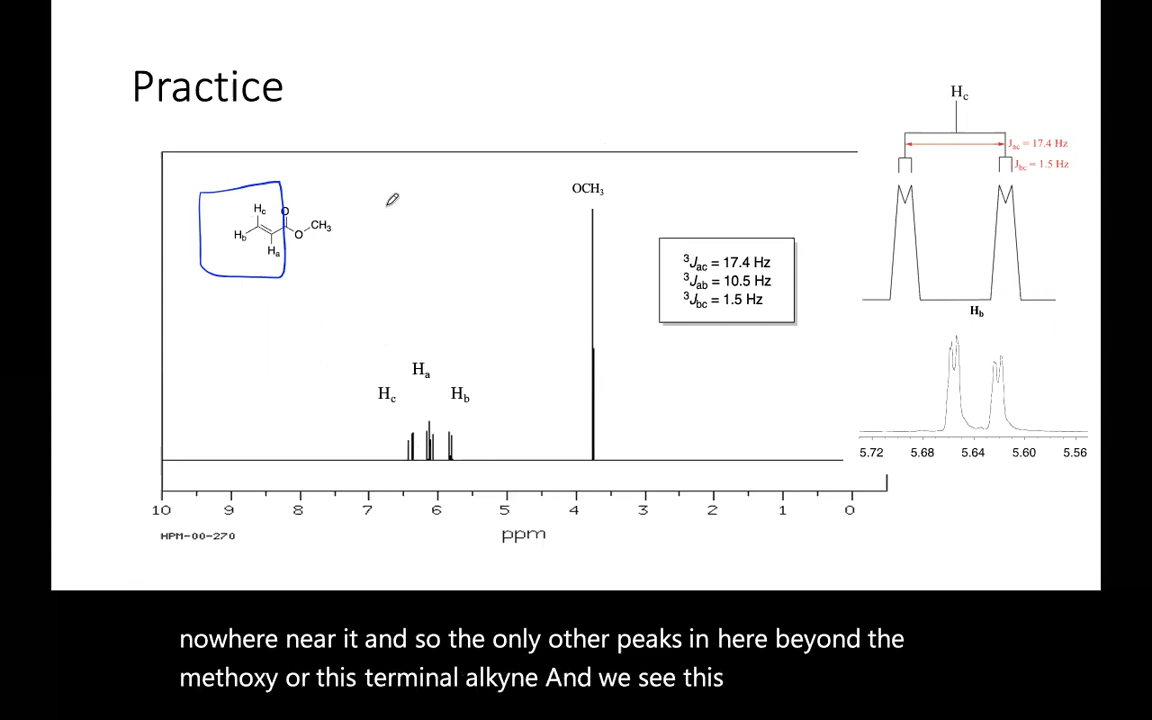 Practice
H꜀
Jac = 17.4 Hz
Jbc = 1.5 Hz
OCH₃
Hc
O
Hb
O
CH₃
Ha
³Jac = 17.4 Hz
³Jab = 10.5 Hz
³Jbc = 1.5 Hz
Hb
Ha
Hc
Hb
5.72 5.68 5.64 5.60 5.56
10 9 8 7 6 5 4 3 2 1 0
HPM-00-270
ppm
nowhere near it and so the only other peaks in here beyond the
methoxy or this terminal alkyne And we see this